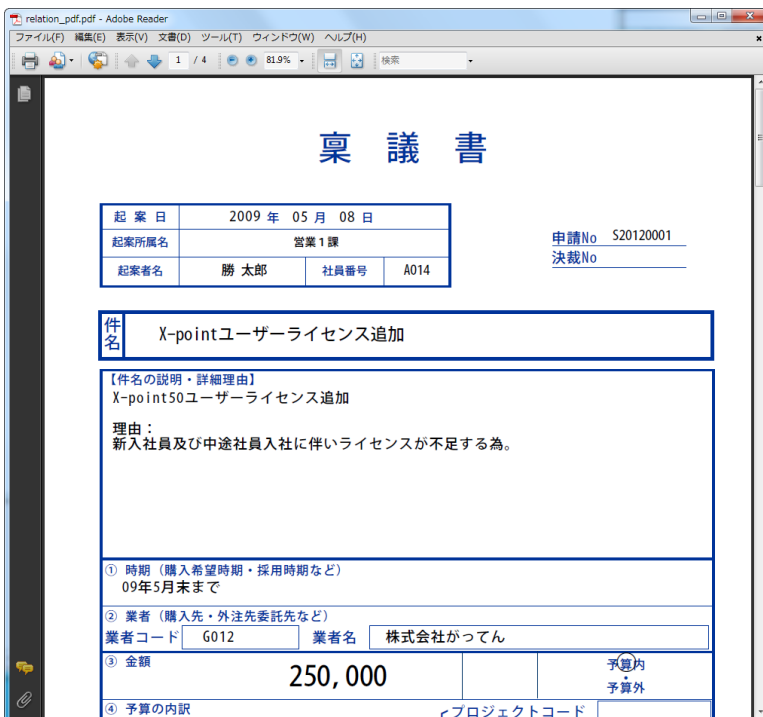 relation_pdf.pdf - Adobe Reader
ファイル(F) 編集(E) 表示(V) 文書(D) ツール(T) ウィンドウ(W) ヘルプ(H)
1 / 4 81.9% 検索
稟議書
起案日 2009 年 05 月 08 日
起案所属名 営業1課
申請No S20120001
決裁No
起案者名 勝 太郎 社員番号 A014
件名 X-pointユーザーライセンス追加
【件名の説明・詳細理由】
X-point50ユーザーライセンス追加
理由：
新入社員及び中途社員入社に伴いライセンスが不足する為。
① 時期（購入希望時期・採用時期など）
09年5月末まで
② 業者（購入先・外注先委託先など）
業者コード G012 業者名 株式会社がってん
③ 金額 250,000 予算内
・
予算外
④ 予算の内訳 プロジェクトコード